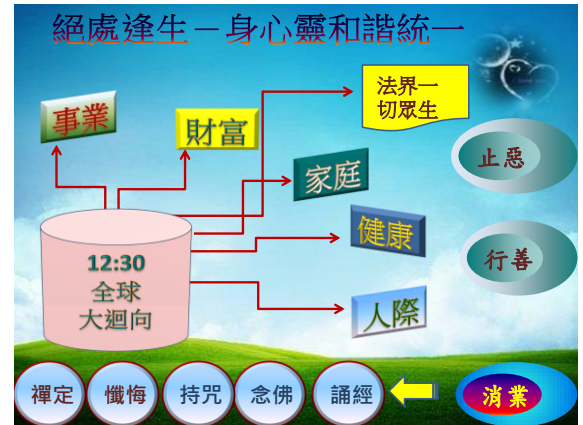 絕處逢生－身心靈和諧統一
法界一
切眾生
事業
財富
止惡
家庭
健康
行善
12:30
全球
大迴向
人際
禪定
懺悔
持咒
念佛
誦經
消業